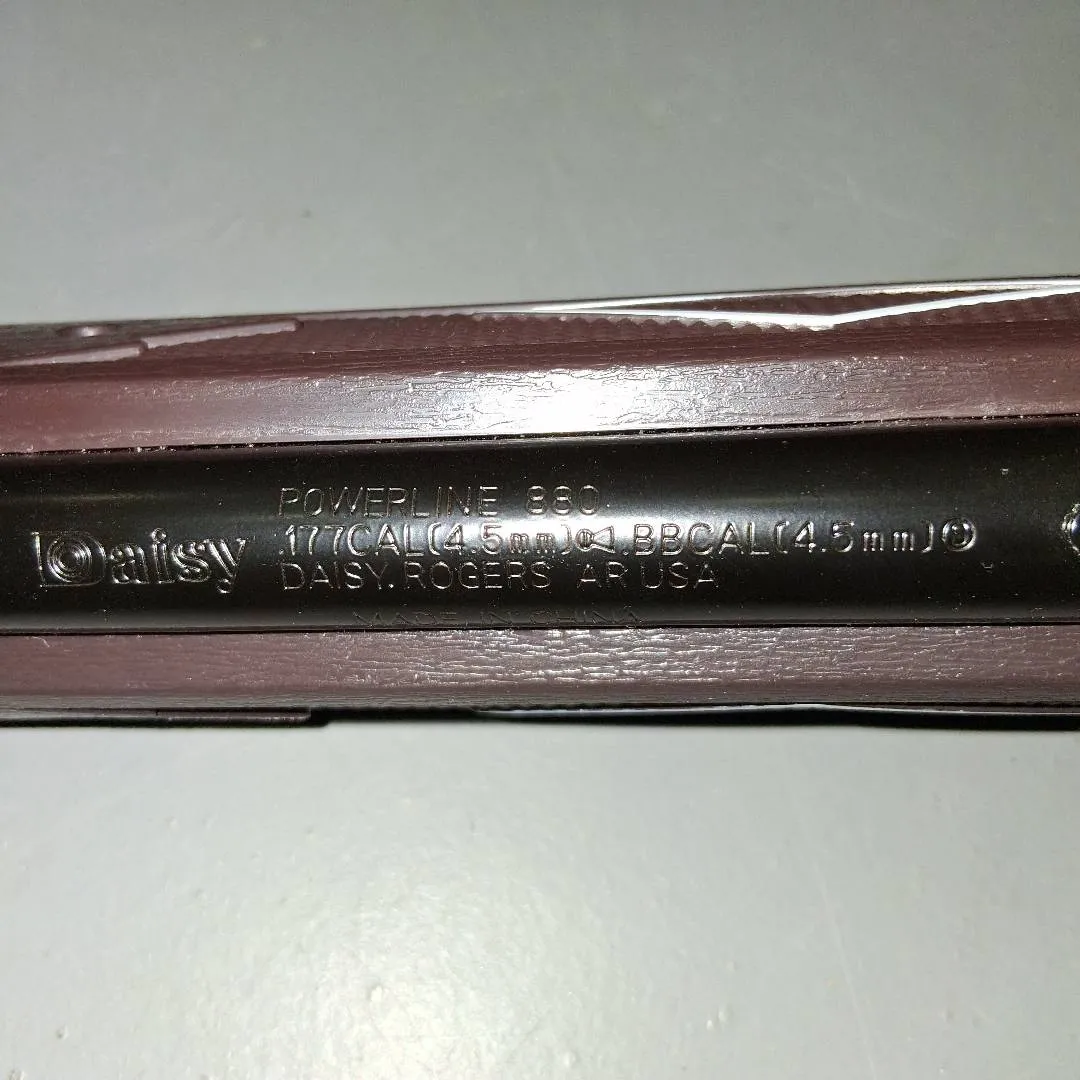 Daisy
POWERLINE 880
.177CAL(4.5mm) .BBCAL(4.5mm)
DAISY. ROGERS AR USA
MADE IN CHINA